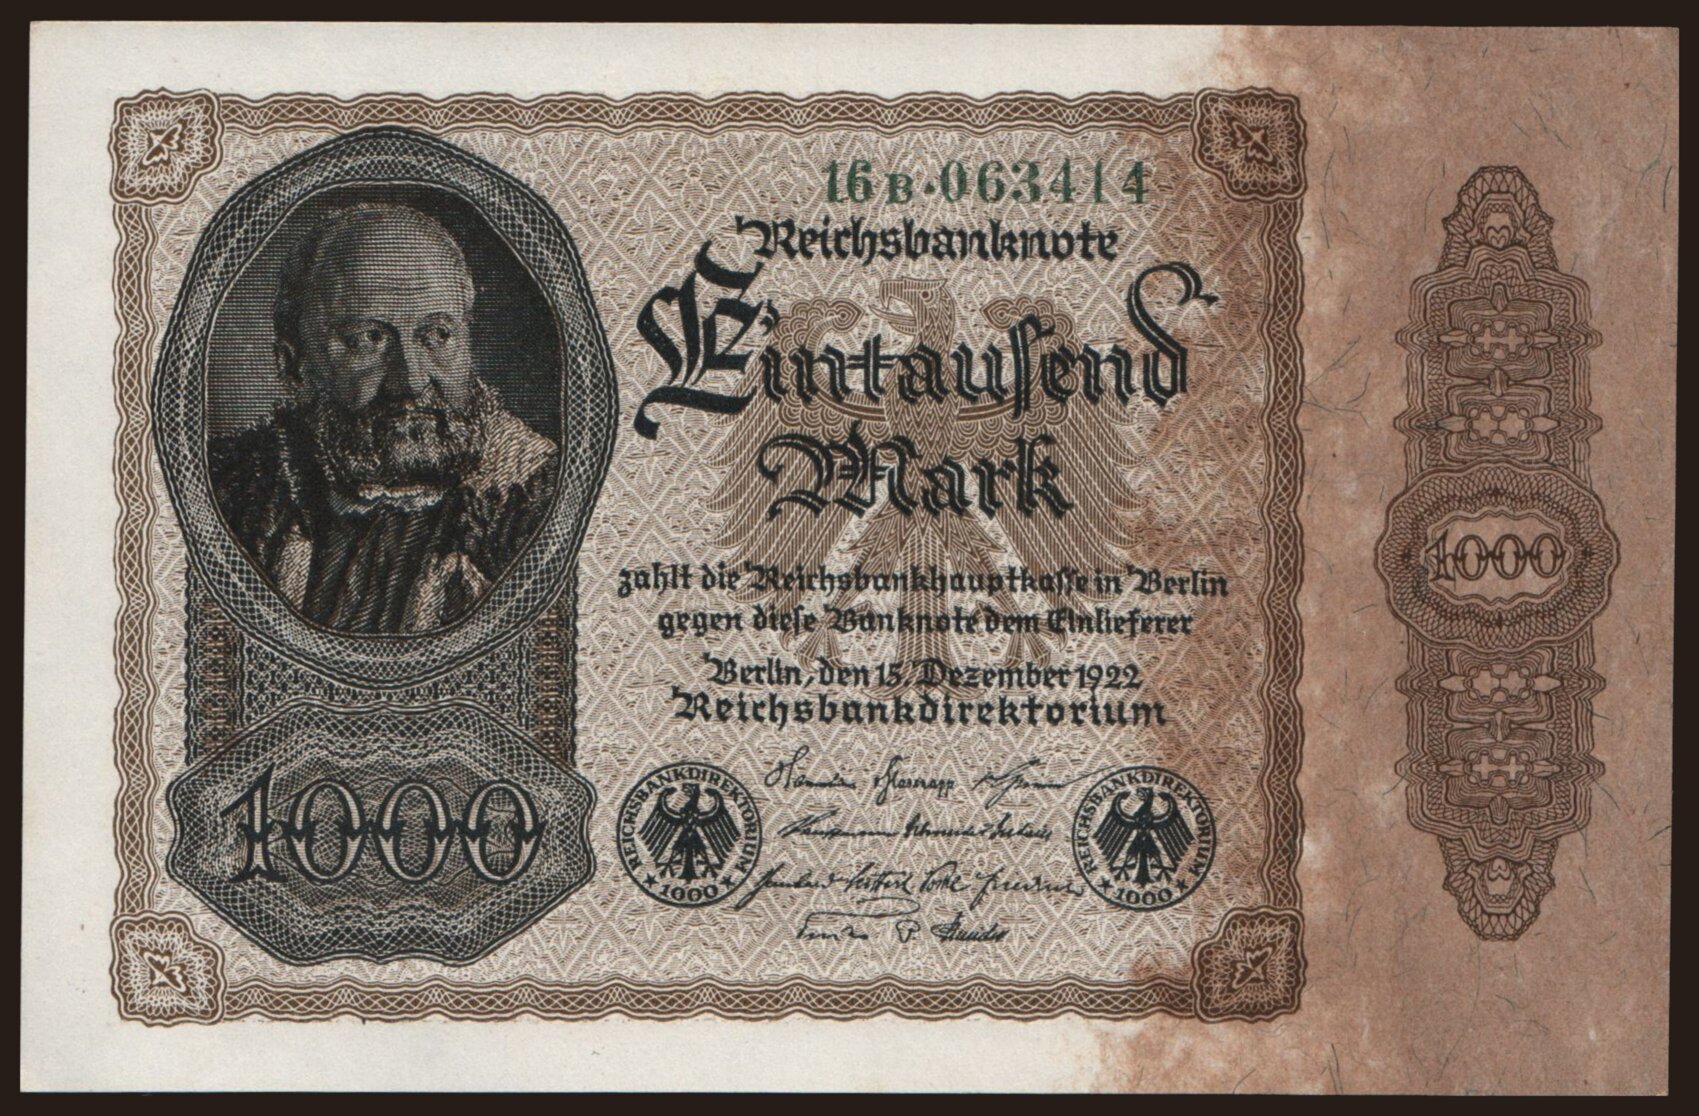 16B·063414
Reichsbanknote
Eintausend
Mark
zahlt die Reichsbankhauptkasse in Berlin
gegen diese Banknote dem Einlieferer
Berlin, den 15. Dezember 1922
Reichsbankdirektorium
1000
REICHSBANKDIREKTORIUM
★1000★
REICHSBANKDIREKTORIUM
★1000★
1000